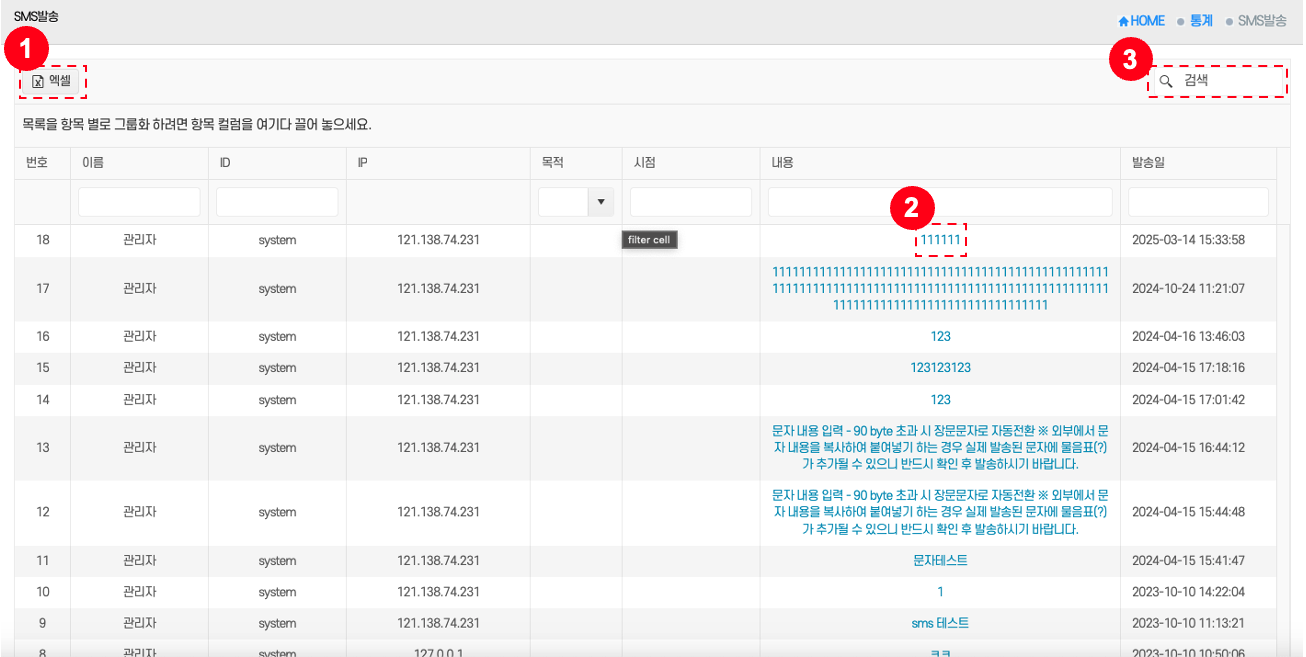 SMS발송
HOME 통계 SMS발송
1
3
엑셀
검색
목록을 항목 별로 그룹화 하려면 항목 컬럼을 여기다 끌어 놓으세요.
번호 이름 ID IP 목적 시점 내용 발송일
2
filter cell
18 관리자 system 121.138.74.231 111111 2025-03-14 15:33:58
11111111111111111111111111111111111111111111111111
17 관리자 system 121.138.74.231 11111111111111111111111111111111111111111111111111 2024-10-24 11:21:07
11111111111111111111111111111111
16 관리자 system 121.138.74.231 123 2024-04-16 13:46:03
15 관리자 system 121.138.74.231 123123123 2024-04-15 17:18:16
14 관리자 system 121.138.74.231 123 2024-04-15 17:01:42
문자 내용 입력 - 90 byte 초과 시 장문문자로 자동전환 ※ 외부에서 문
13 관리자 system 121.138.74.231 자 내용을 복사하여 붙여넣기 하는 경우 실제 발송된 문자에 물음표(?) 2024-04-15 16:44:12
가 추가될 수 있으니 반드시 확인 후 발송하시기 바랍니다.
문자 내용 입력 - 90 byte 초과 시 장문문자로 자동전환 ※ 외부에서 문
12 관리자 system 121.138.74.231 자 내용을 복사하여 붙여넣기 하는 경우 실제 발송된 문자에 물음표(?) 2024-04-15 15:44:48
가 추가될 수 있으니 반드시 확인 후 발송하시기 바랍니다.
11 관리자 system 121.138.74.231 문자테스트 2024-04-15 15:41:47
10 관리자 system 121.138.74.231 1 2023-10-10 14:22:04
9 관리자 system 121.138.74.231 sms 테스트 2023-10-10 11:13:21
8 관리자 system 127.0.0.1 ㅋㅋ 2023-10-10 10:50:06